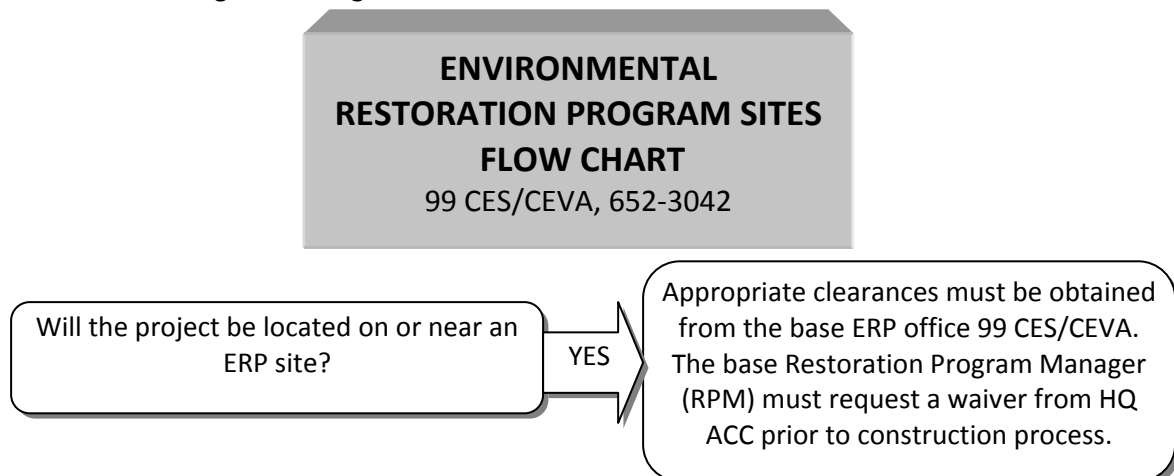 ENVIRONMENTAL
RESTORATION PROGRAM SITES
FLOW CHART
99 CES/CEVA, 652-3042
Will the project be located on or near an
ERP site?
YES
Appropriate clearances must be obtained
from the base ERP office 99 CES/CEVA.
The base Restoration Program Manager
(RPM) must request a waiver from HQ
ACC prior to construction process.